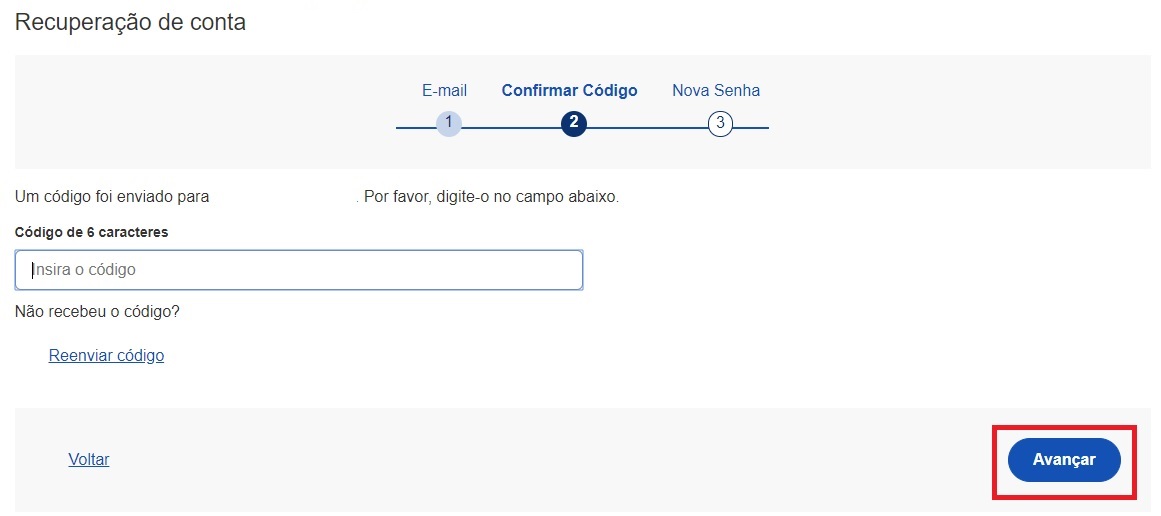 Recuperação de conta
E-mail Confirmar Código Nova Senha
1 2 3
Um código foi enviado para . Por favor, digite-o no campo abaixo.
Código de 6 caracteres
Insira o código
Não recebeu o código?
Reenviar código
Voltar Avançar